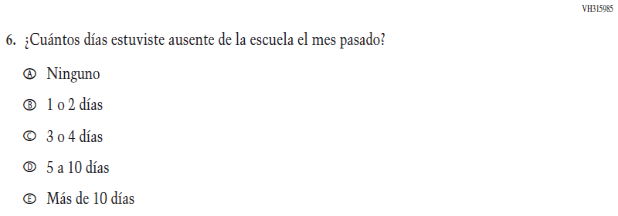 VH315985
6. ¿Cuántos días estuviste ausente de la escuela el mes pasado?
Ⓐ Ninguno
Ⓑ 1 o 2 días
Ⓒ 3 o 4 días
Ⓓ 5 a 10 días
Ⓔ Más de 10 días